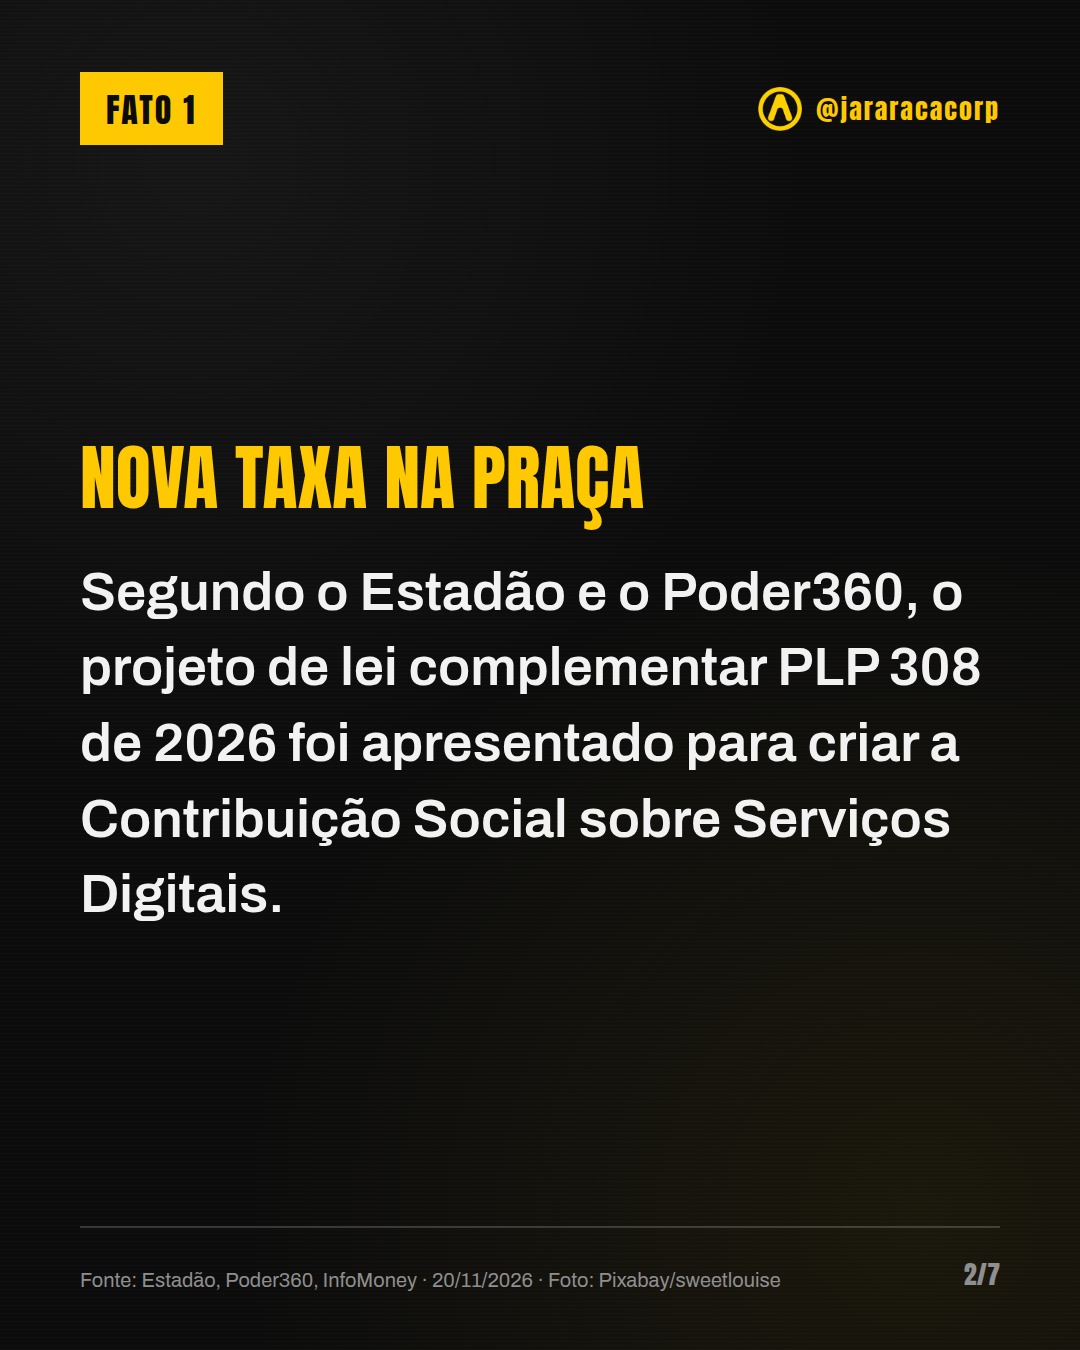 FATO 1
@jararacacorp
NOVA TAXA NA PRAÇA
Segundo o Estadão e o Poder360, o
projeto de lei complementar PLP 308
de 2026 foi apresentado para criar a
Contribuição Social sobre Serviços
Digitais.
Fonte: Estadão, Poder360, InfoMoney · 20/11/2026 · Foto: Pixabay/sweetlouise
2/7